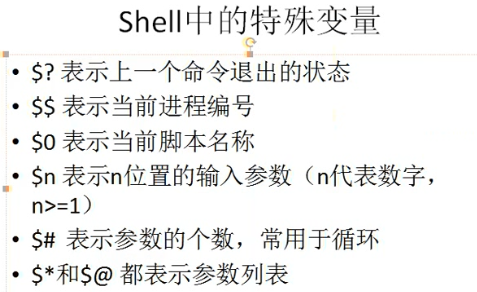 Shell中的特殊变量
• $? 表示上一个命令退出的状态
• $$ 表示当前进程编号
• $0 表示当前脚本名称
• $n 表示n位置的输入参数（n代表数字，
n>=1）
• $# 表示参数的个数，常用于循环
• $*和$@ 都表示参数列表